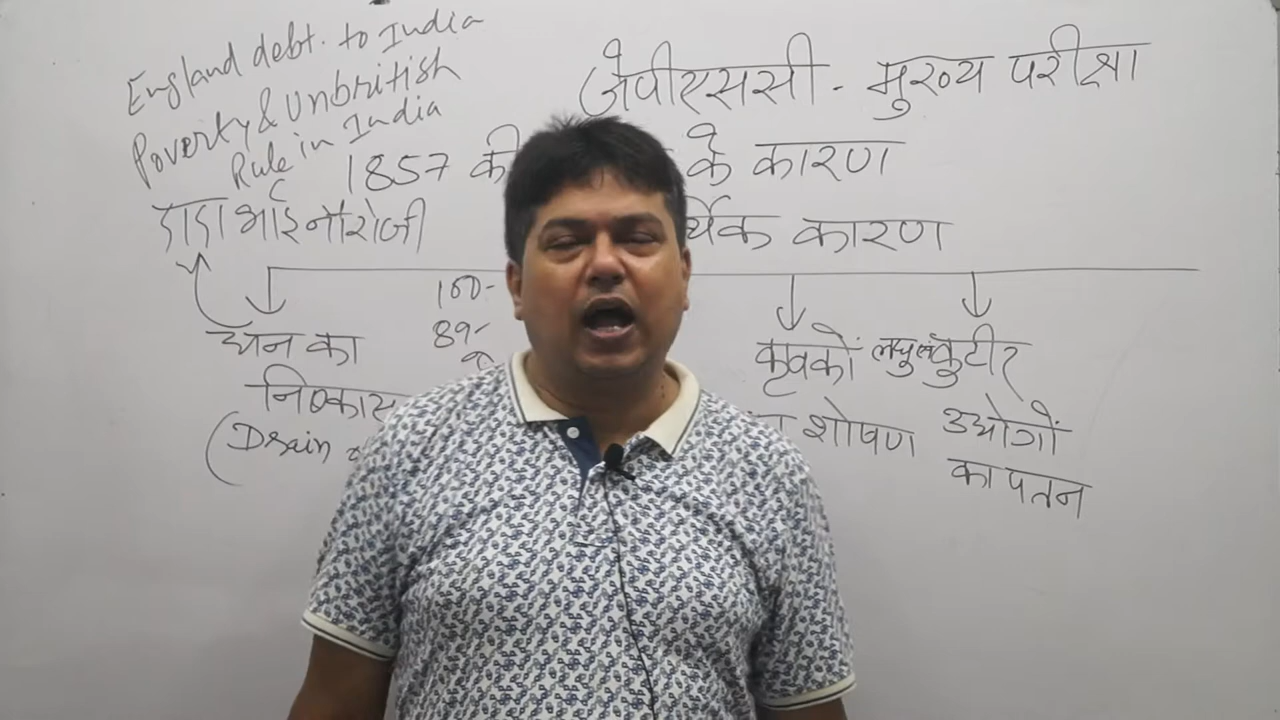 England debt. to India
Poverty & Unbritish
Rule in India
जेपीएससी - मुख्य परीक्षा
1857 की के कारण
दादा भाई नौरोजी
र्थिक कारण
धन का
निष्कास
(Drain
100-
89-
कृषकों
शोषण
लघु एवं कुटीर
उद्योगों
का पतन